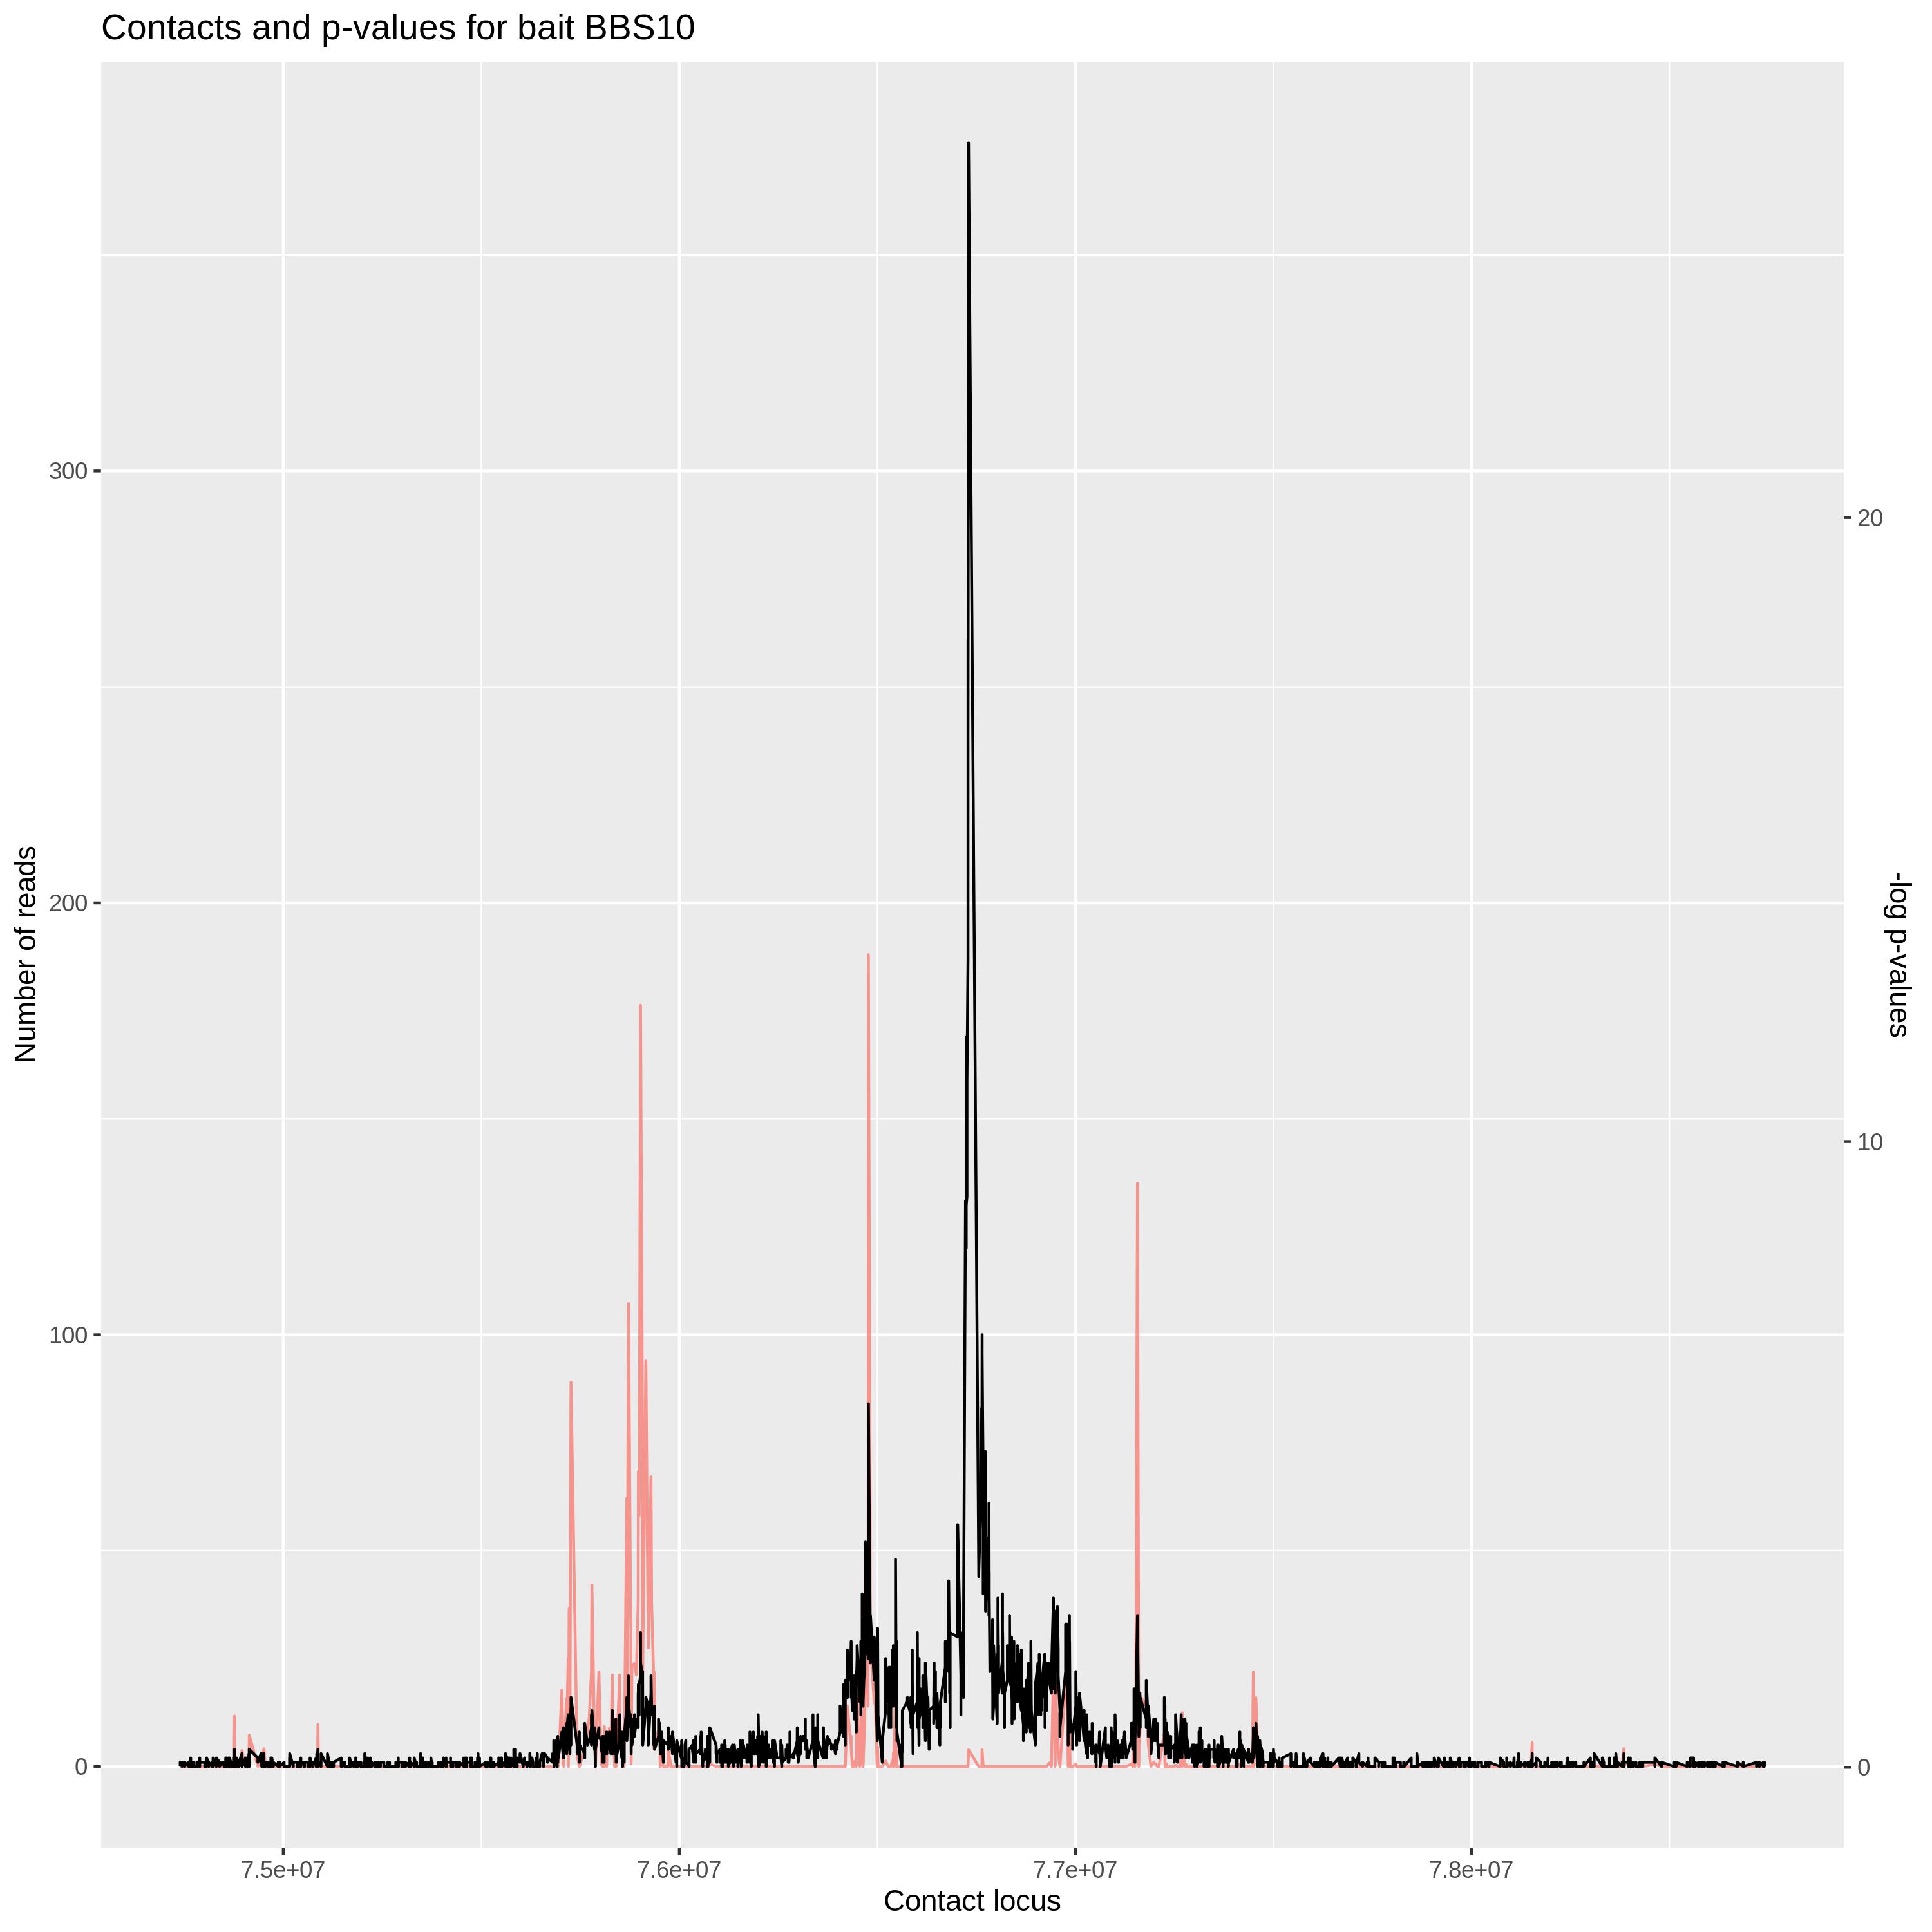 Contacts and p-values for bait BBS10
Number of reads
300
200
100
0
20
10
0
-log p-values
7.5e+07
7.6e+07
7.7e+07
7.8e+07
Contact locus